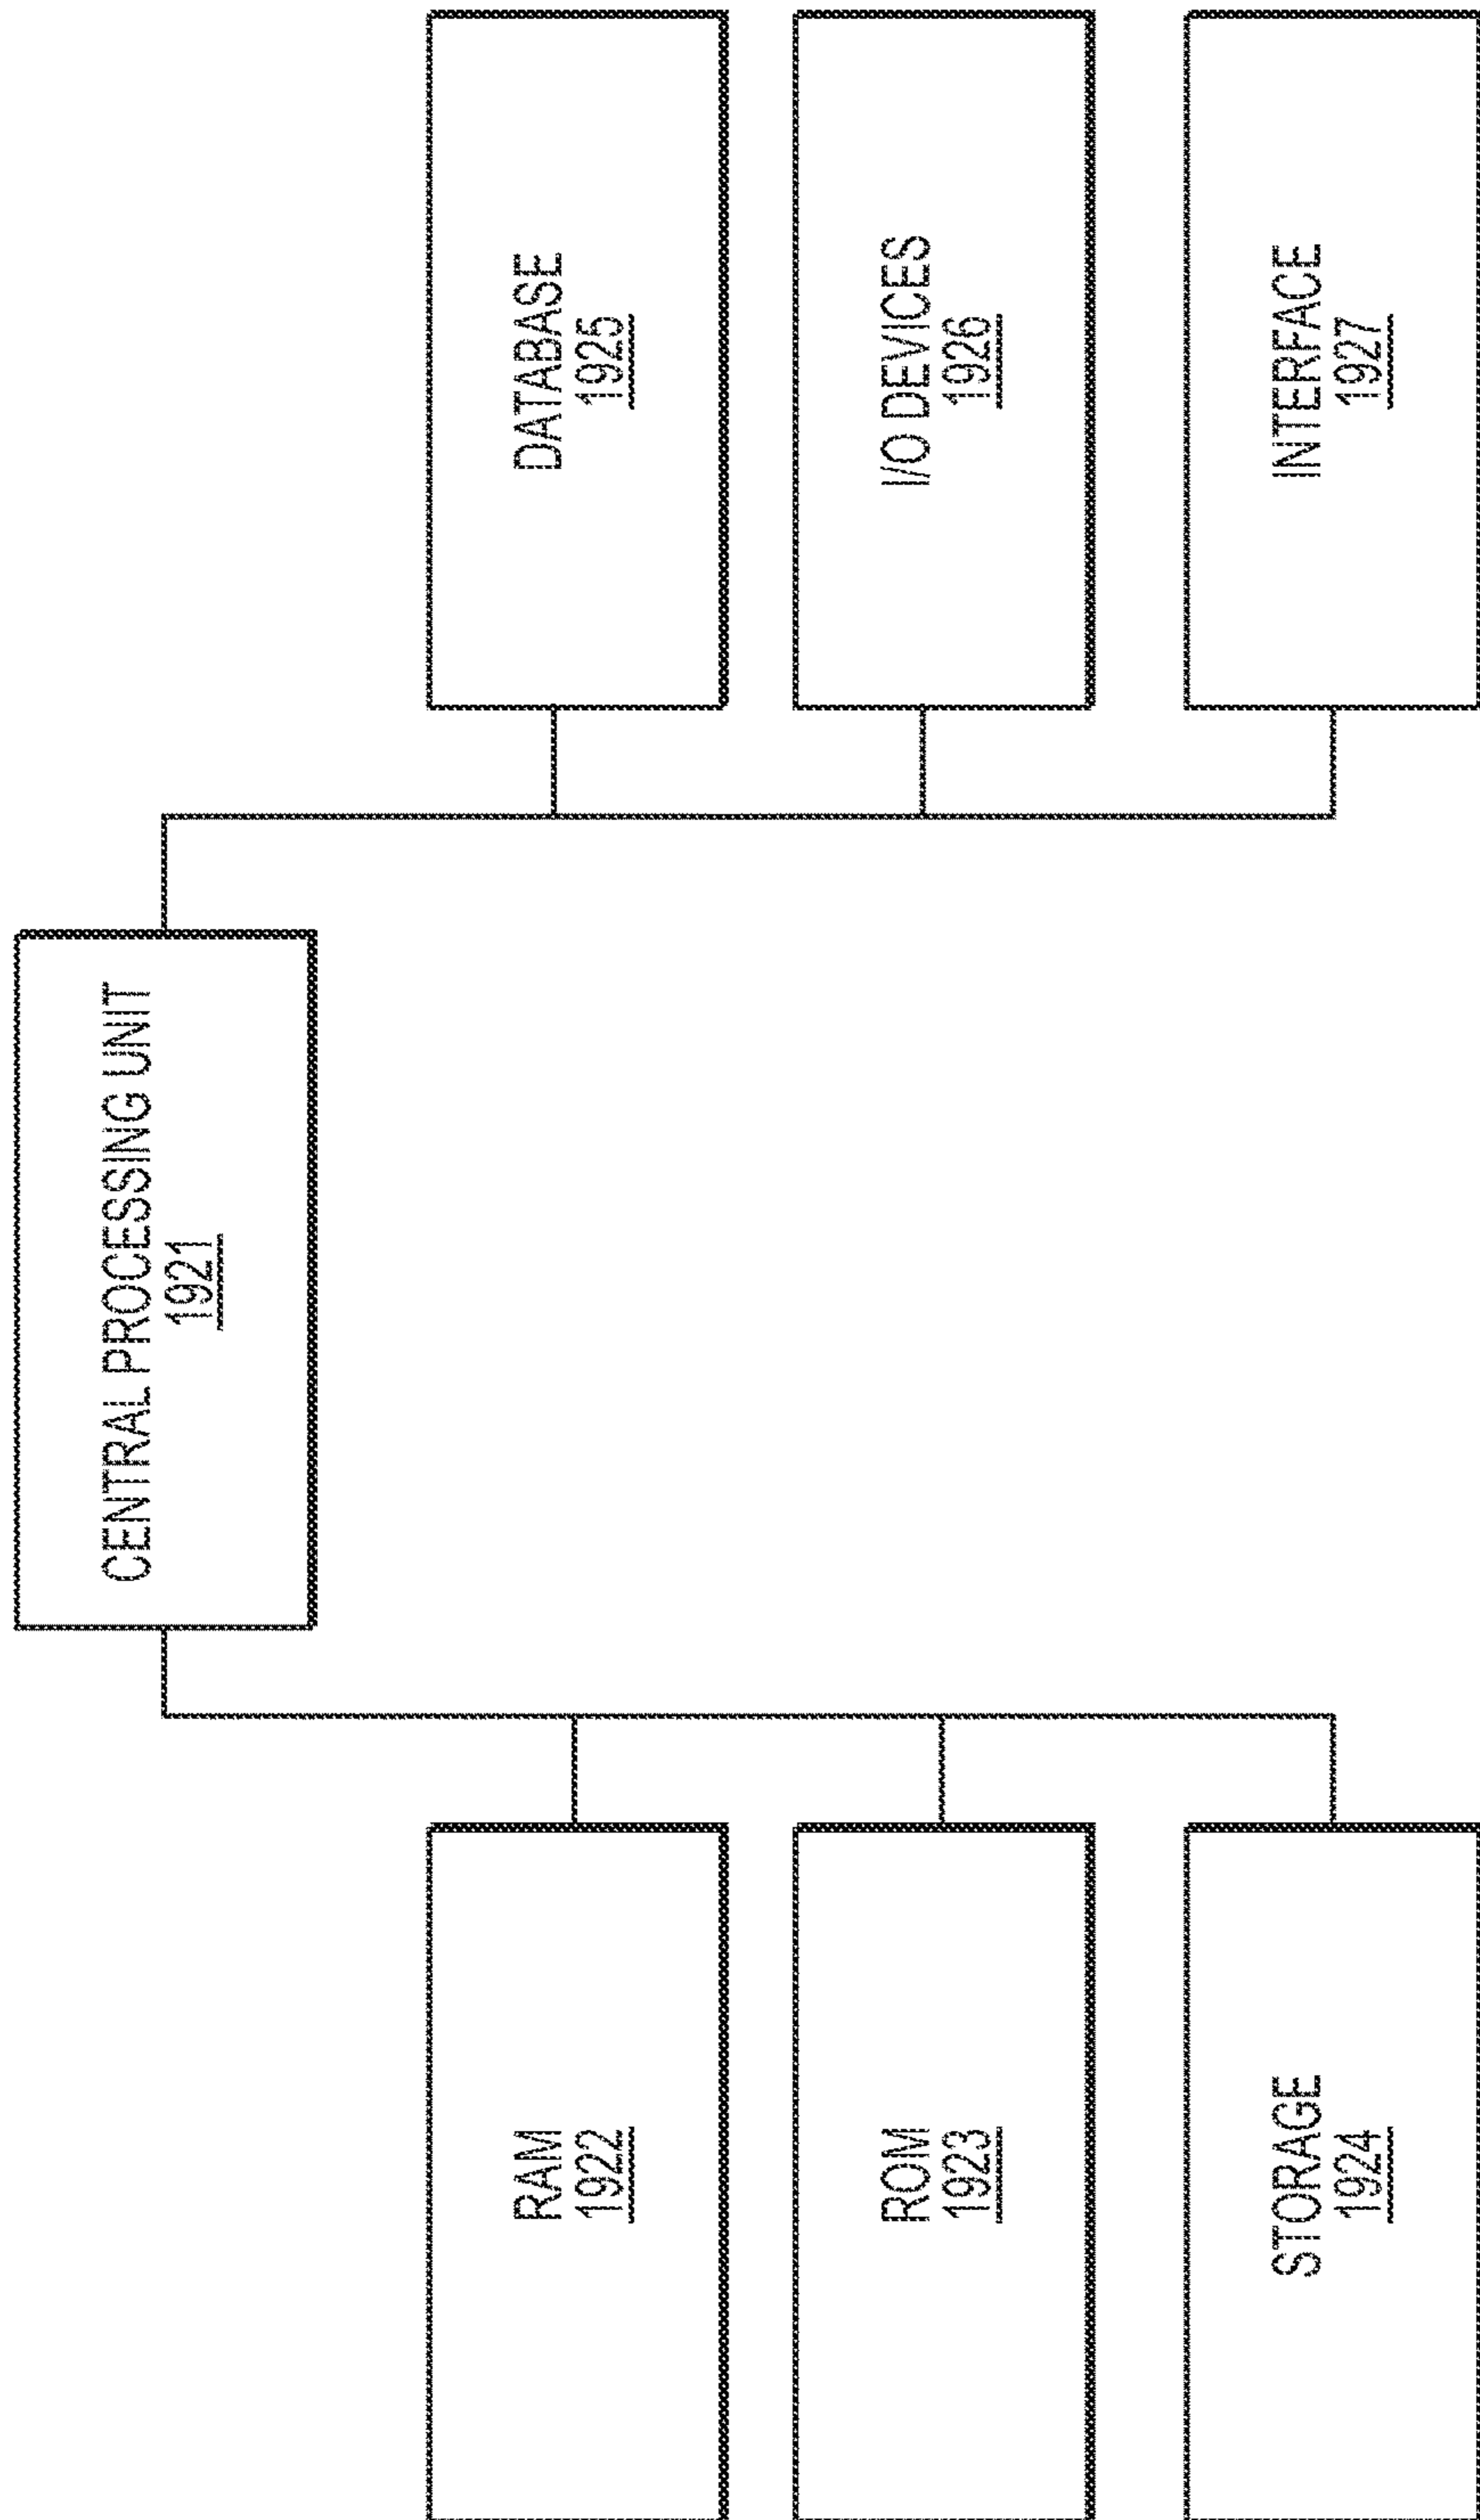 CENTRAL PROCESSING UNIT
1921
RAM
1922
ROM
1923
STORAGE
1924
DATABASE
1925
I/O DEVICES
1926
INTERFACE
1927